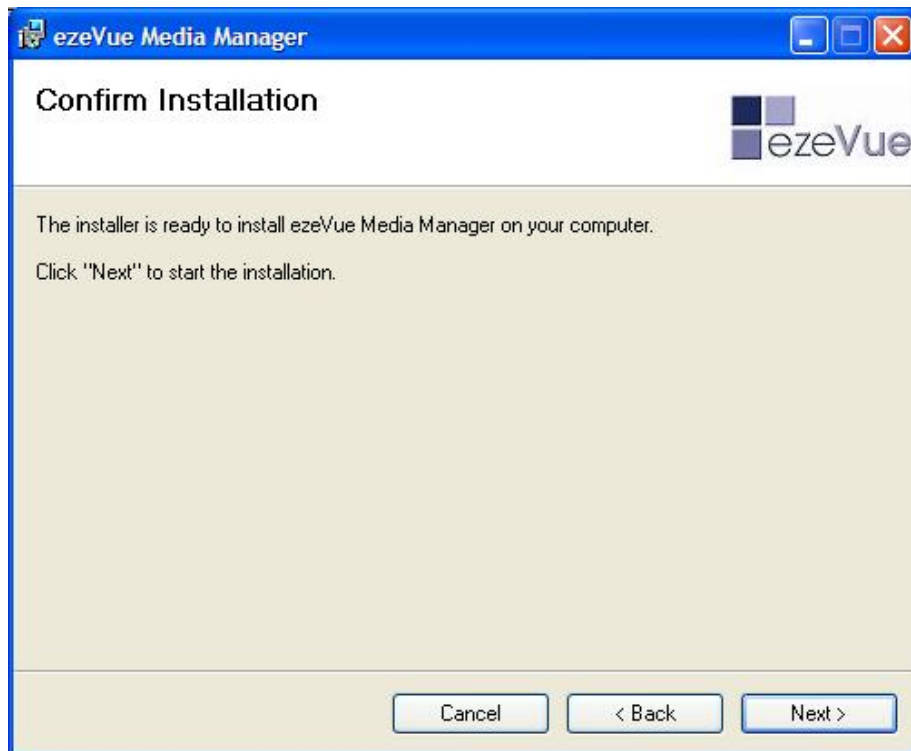 ezeVue Media Manager
Confirm Installation
ezeVue
The installer is ready to install ezeVue Media Manager on your computer.
Click "Next" to start the installation.
Cancel
< Back
Next >